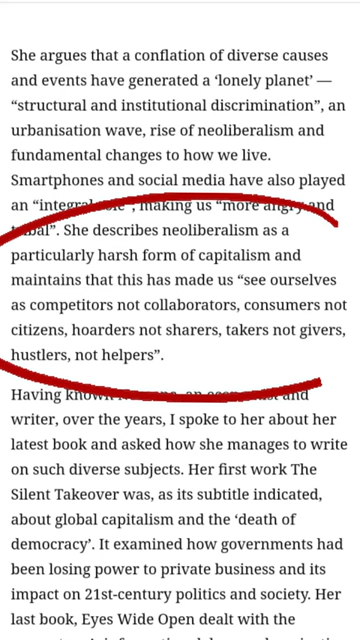 She argues that a conflation of diverse causes
and events have generated a ‘lonely planet’ —
“structural and institutional discrimination”, an
urbanisation wave, rise of neoliberalism and
fundamental changes to how we live.
Smartphones and social media have also played
an “integral role”, making us “more angry and
tribal”. She describes neoliberalism as a
particularly harsh form of capitalism and
maintains that this has made us “see ourselves
as competitors not collaborators, consumers not
citizens, hoarders not sharers, takers not givers,
hustlers, not helpers”.
Having known an economist and
writer, over the years, I spoke to her about her
latest book and asked how she manages to write
on such diverse subjects. Her first work The
Silent Takeover was, as its subtitle indicated,
about global capitalism and the ‘death of
democracy’. It examined how governments had
been losing power to private business and its
impact on 21st-century politics and society. Her
last book, Eyes Wide Open dealt with the